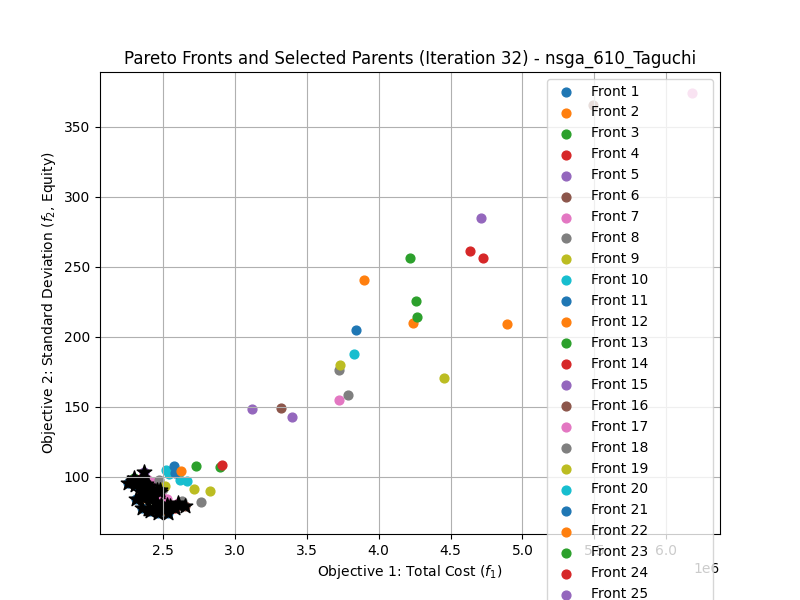 Pareto Fronts and Selected Parents (Iteration 32) - nsga_610_Taguchi
Objective 2: Standard Deviation (f₂, Equity)
350
300
250
200
150
100
2.5 3.0 3.5 4.0 4.5 5.0 5.5 6.0
1e6
Objective 1: Total Cost (f₁)
Front 1
Front 2
Front 3
Front 4
Front 5
Front 6
Front 7
Front 8
Front 9
Front 10
Front 11
Front 12
Front 13
Front 14
Front 15
Front 16
Front 17
Front 18
Front 19
Front 20
Front 21
Front 22
Front 23
Front 24
Front 25